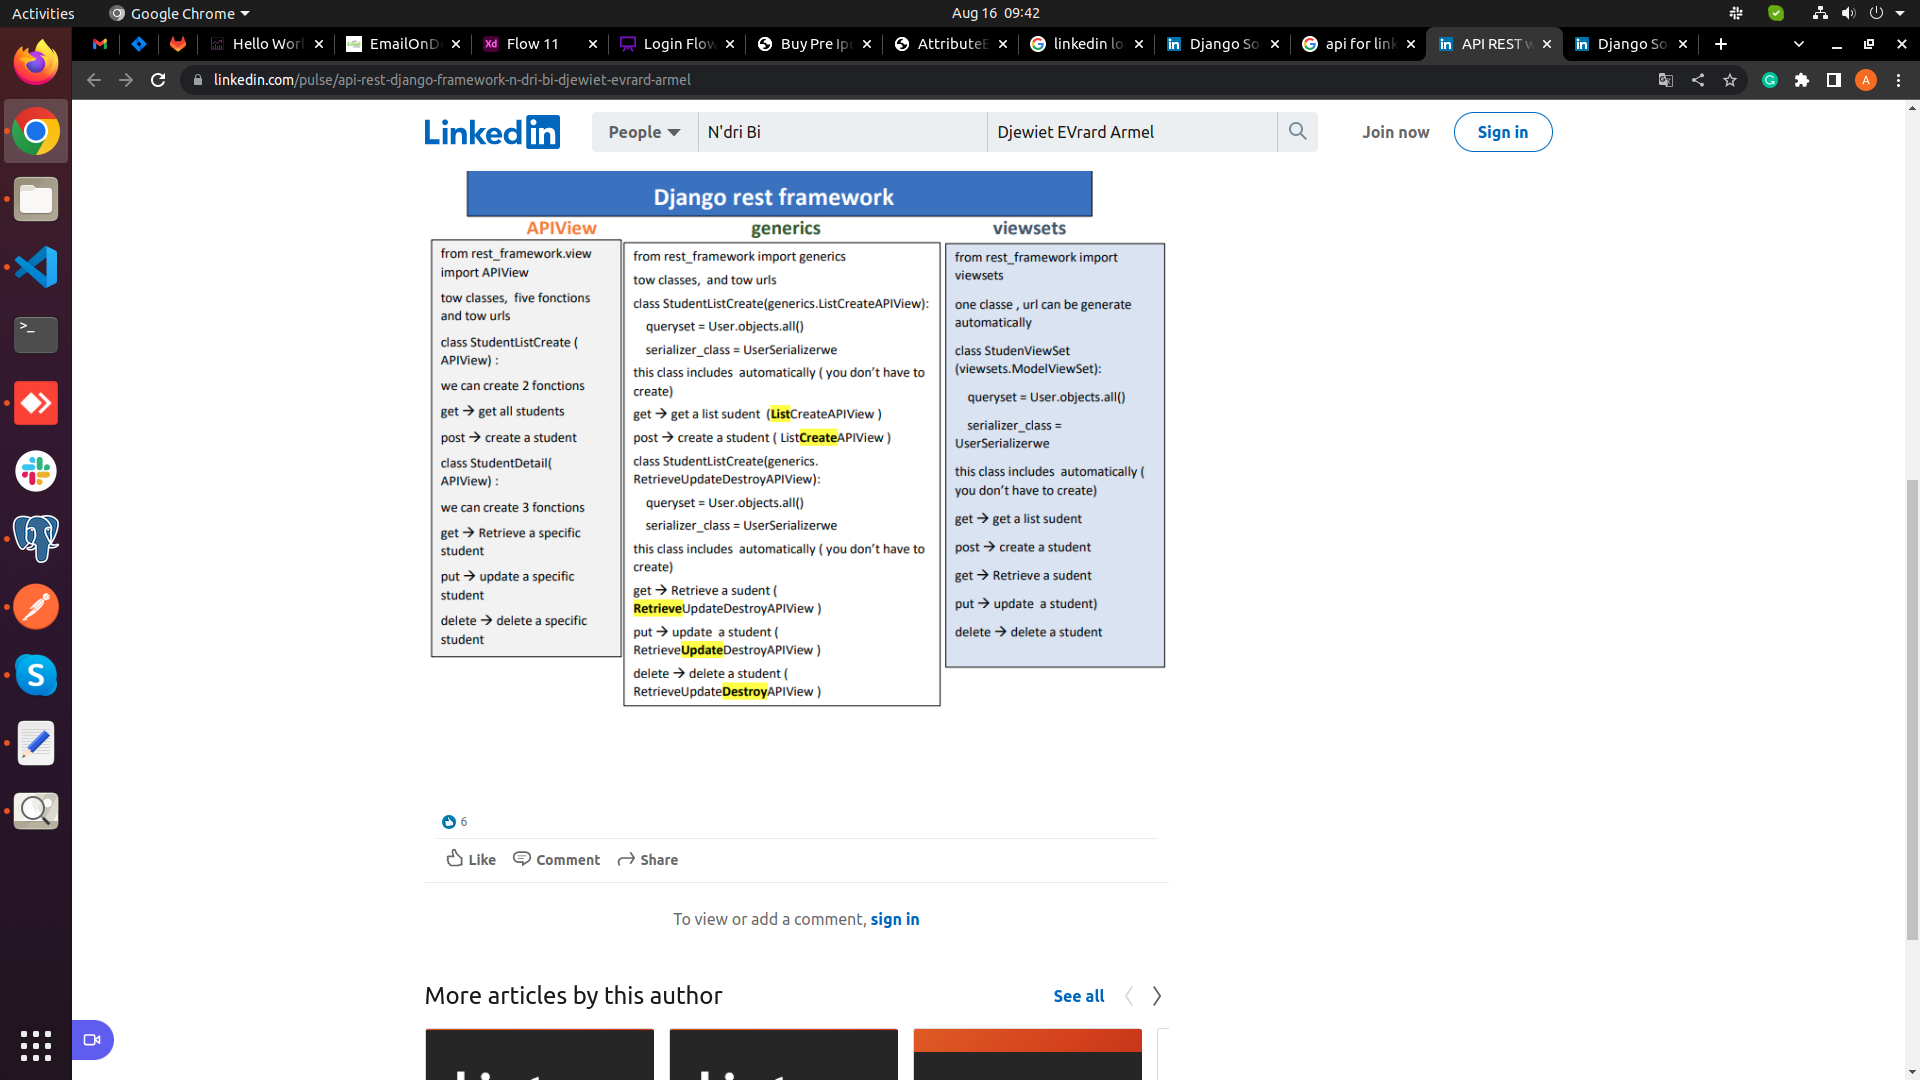 Activities
Google Chrome
Aug 16 09:42
Hello Worl
EmailOnDe
Xd
Flow 11
Login Flow
Buy Pre Ipo
AttributeE
linkedin lo
Django So
api for link
API REST w
Django So
linkedin.com/pulse/api-rest-django-framework-n-dri-bi-djewiet-evrard-armel
A
Linked in
People
N'dri Bi
Djewiet EVrard Armel
Join now
Sign in
Django rest framework
APIView
from rest_framework.view
import APIView
tow classes, five fonctions
and tow urls
class StudentListCreate (
APIView) :
we can create 2 fonctions
get → get all students
post → create a student
class StudentDetail(
APIView) :
we can create 3 fonctions
get → Retrieve a specific
student
put → update a specific
student
delete → delete a specific
student
generics
from rest_framework import generics
tow classes, and tow urls
class StudentListCreate(generics.ListCreateAPIView):
queryset = User.objects.all()
serializer_class = UserSerializerwe
this class includes automatically ( you don’t have to
create)
get → get a list sudent (ListCreateAPIView )
post → create a student ( ListCreateAPIView )
class StudentListCreate(generics.
RetrieveUpdateDestroyAPIView):
queryset = User.objects.all()
serializer_class = UserSerializerwe
this class includes automatically ( you don’t have to
create)
get → Retrieve a sudent (
RetrieveUpdateDestroyAPIView )
put → update a student (
RetrieveUpdateDestroyAPIView )
delete → delete a student (
RetrieveUpdateDestroyAPIView )
viewsets
from rest_framework import
viewsets
one classe , url can be generate
automatically
class StudenViewSet
(viewsets.ModelViewSet):
queryset = User.objects.all()
serializer_class =
UserSerializerwe
this class includes automatically (
you don’t have to create)
get → get a list sudent
post → create a student
get → Retrieve a sudent
put → update a student)
delete → delete a student
6
Like
Comment
Share
To view or add a comment, sign in
More articles by this author
See all